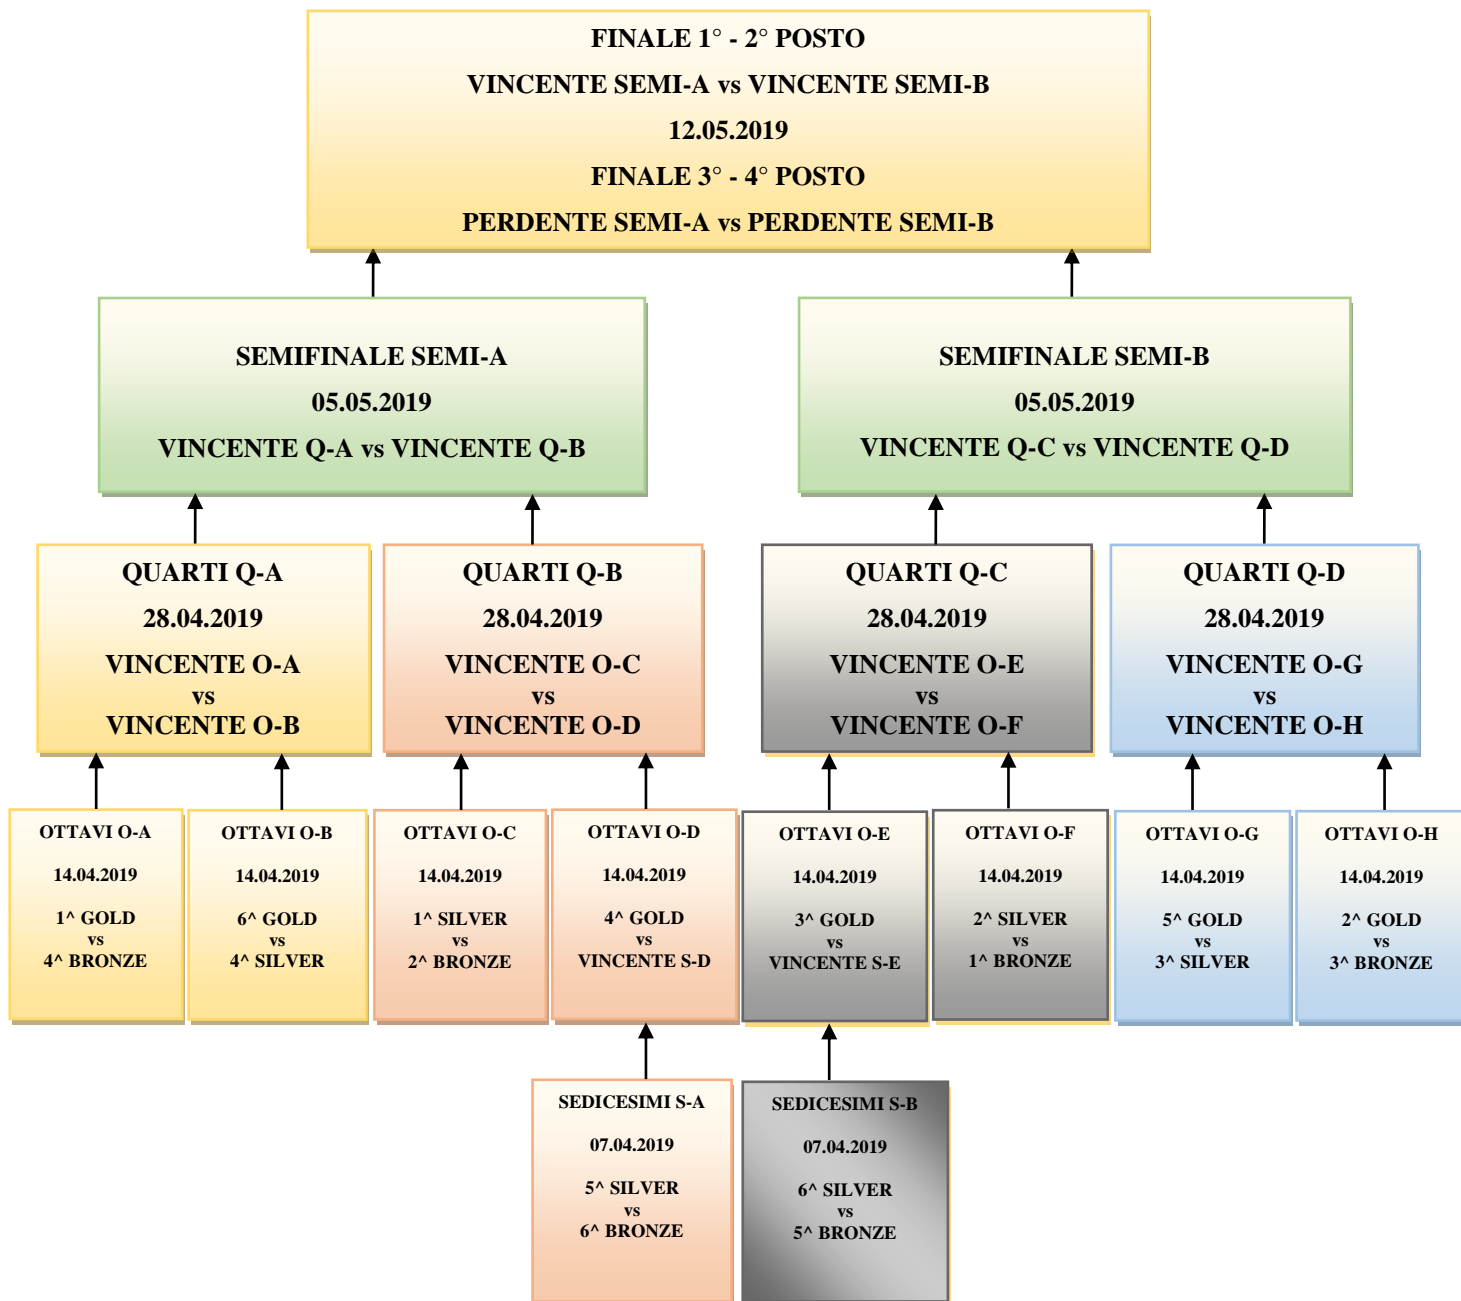 FINALE 1° - 2° POSTO
VINCENTE SEMI-A vs VINCENTE SEMI-B
12.05.2019
FINALE 3° - 4° POSTO
PERDENTE SEMI-A vs PERDENTE SEMI-B
SEMIFINALE SEMI-A
05.05.2019
VINCENTE Q-A vs VINCENTE Q-B
SEMIFINALE SEMI-B
05.05.2019
VINCENTE Q-C vs VINCENTE Q-D
QUARTI Q-A
28.04.2019
VINCENTE O-A
vs
VINCENTE O-B
QUARTI Q-B
28.04.2019
VINCENTE O-C
vs
VINCENTE O-D
QUARTI Q-C
28.04.2019
VINCENTE O-E
vs
VINCENTE O-F
QUARTI Q-D
28.04.2019
VINCENTE O-G
vs
VINCENTE O-H
OTTAVI O-A
14.04.2019
1^ GOLD
vs
4^ BRONZE
OTTAVI O-B
14.04.2019
6^ GOLD
vs
4^ SILVER
OTTAVI O-C
14.04.2019
1^ SILVER
vs
2^ BRONZE
OTTAVI O-D
14.04.2019
4^ GOLD
vs
VINCENTE S-D
OTTAVI O-E
14.04.2019
3^ GOLD
vs
VINCENTE S-E
OTTAVI O-F
14.04.2019
2^ SILVER
vs
1^ BRONZE
OTTAVI O-G
14.04.2019
5^ GOLD
vs
3^ SILVER
OTTAVI O-H
14.04.2019
2^ GOLD
vs
3^ BRONZE
SEDICESIMI S-A
07.04.2019
5^ SILVER
vs
6^ BRONZE
SEDICESIMI S-B
07.04.2019
6^ SILVER
vs
5^ BRONZE